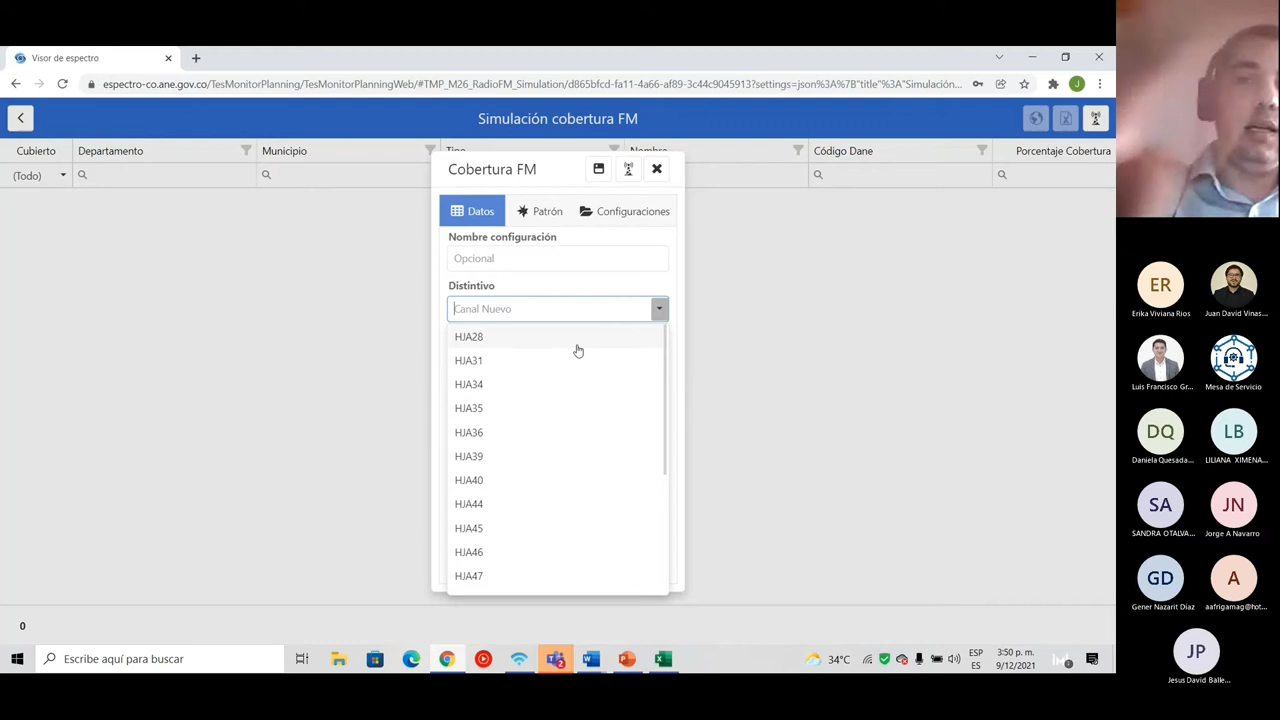 Visor de espectro
espectro-co.ane.gov.co/TesMonitorPlanning/TesMonitorPlanningWeb/#TMP_M26_RadioFM_Simulation/d865bfcd-fa11-4a66-af89-3c44c9045913?settings=json%3A%7B"title"%3A"Simulación...
J
Simulación cobertura FM
Cubierto Departamento Municipio Tipo Nombre Código Dane Porcentaje Cobertura
(Todo)
Cobertura FM
Datos Patrón Configuraciones
Nombre configuración
Opcional
Distintivo
Canal Nuevo
HJA28
HJA31
HJA34
HJA35
HJA36
HJA39
HJA40
HJA44
HJA45
HJA46
HJA47
0
Escribe aquí para buscar
2
34°C
ESP
ES
3:50 p. m.
9/12/2021
ER
Erika Viviana Rios
Juan David Vinas...
Luis Francisco Gr...
Mesa de Servicio
DQ
Daniela Quesada...
LB
LILIANA XIMENA...
SA
SANDRA OTALVA...
JN
Jorge A Navarro
GD
Gener Nazarit Díaz
A
aafrigamag@hot...
JP
Jesus David Balle...